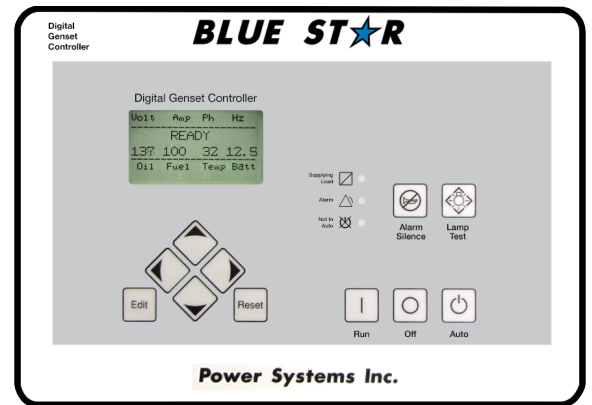 Digital
Genset
Controller
BLUE ST★R
Digital Genset Controller
Volt Amp Ph Hz
READY
137 100 32 12.5
Oil Fuel Temp Batt
Supplying
Load
Alarm
Not In
Auto
Alarm
Silence
Lamp
Test
Edit
Reset
Run
Off
Auto
Power Systems Inc.